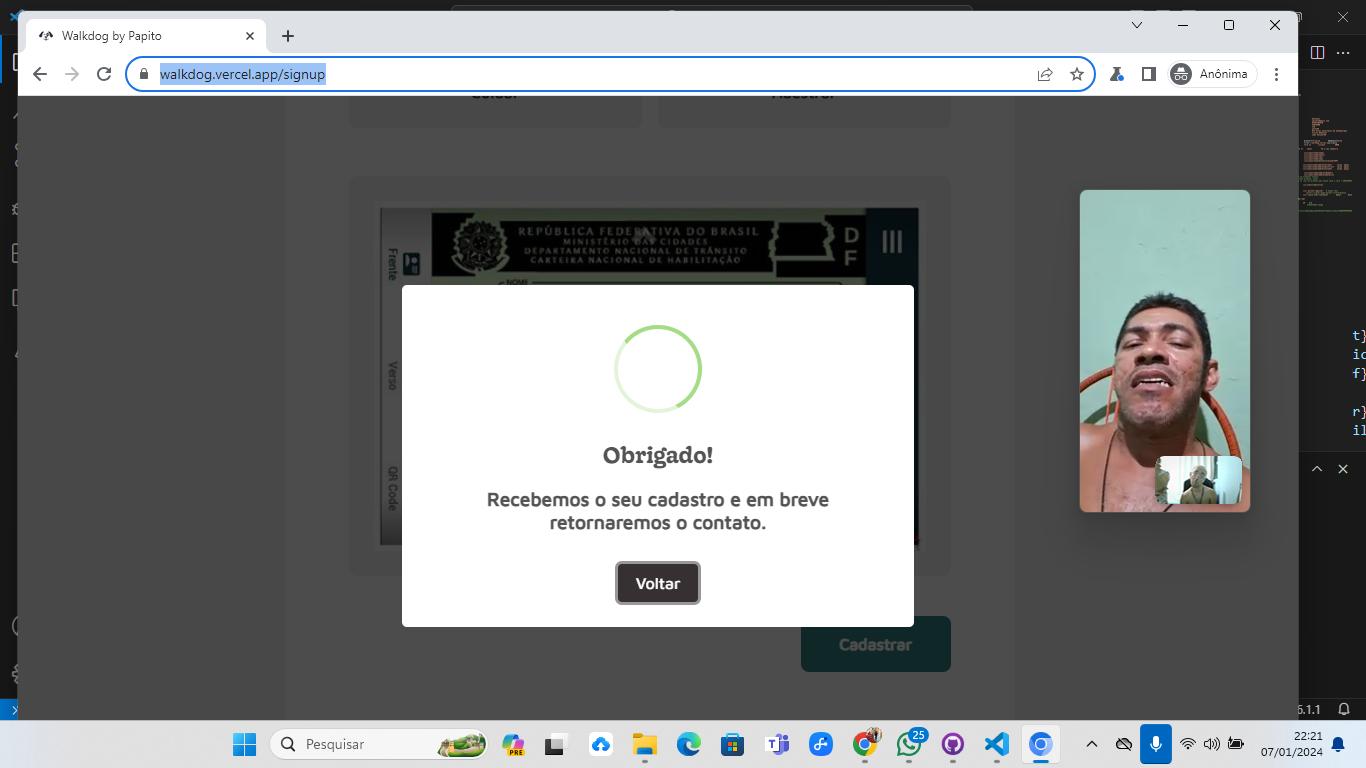 Walkdog by Papito
walkdog.vercel.app/signup
Anônima
REPÚBLICA FEDERATIVA DO BRASIL
MINISTÉRIO DAS CIDADES
DEPARTAMENTO NACIONAL DE TRÂNSITO
CARTEIRA NACIONAL DE HABILITAÇÃO
DF
Frente
NOME
Verso
QR Code
Obrigado!
Recebemos o seu cadastro e em breve
retornaremos o contato.
Voltar
Cadastrar
t}
f}
r}
Pesquisar
PRE
25
22:21
07/01/2024